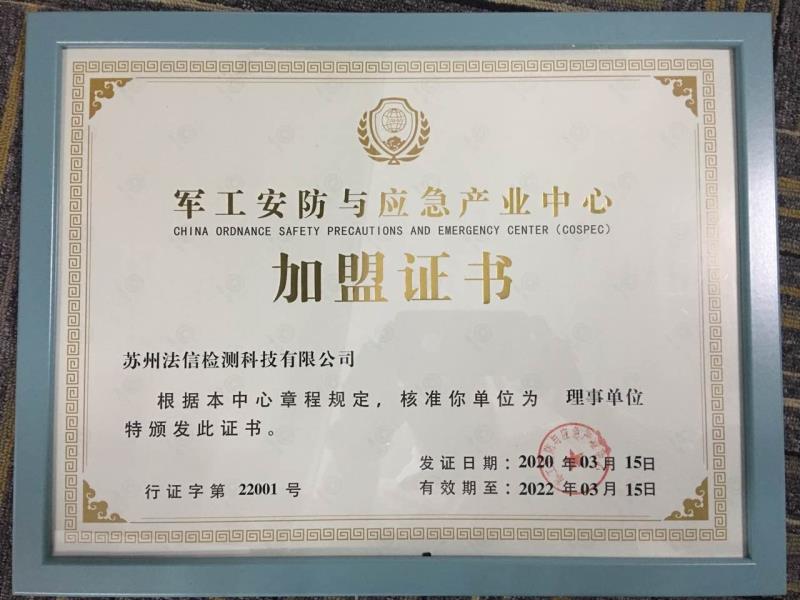 军工安防与应急产业中心
CHINA ORDNANCE SAFETY PRECAUTIONS AND EMERGENCY CENTER (COSPEC)
加盟证书
苏州法信检测科技有限公司
根据本中心章程规定，核准你单位为 理事单位
特颁发此证书。
发证日期：2020 年 03 月 15日
行证字第 22001 号
有效期至：2022 年 03 月 15日